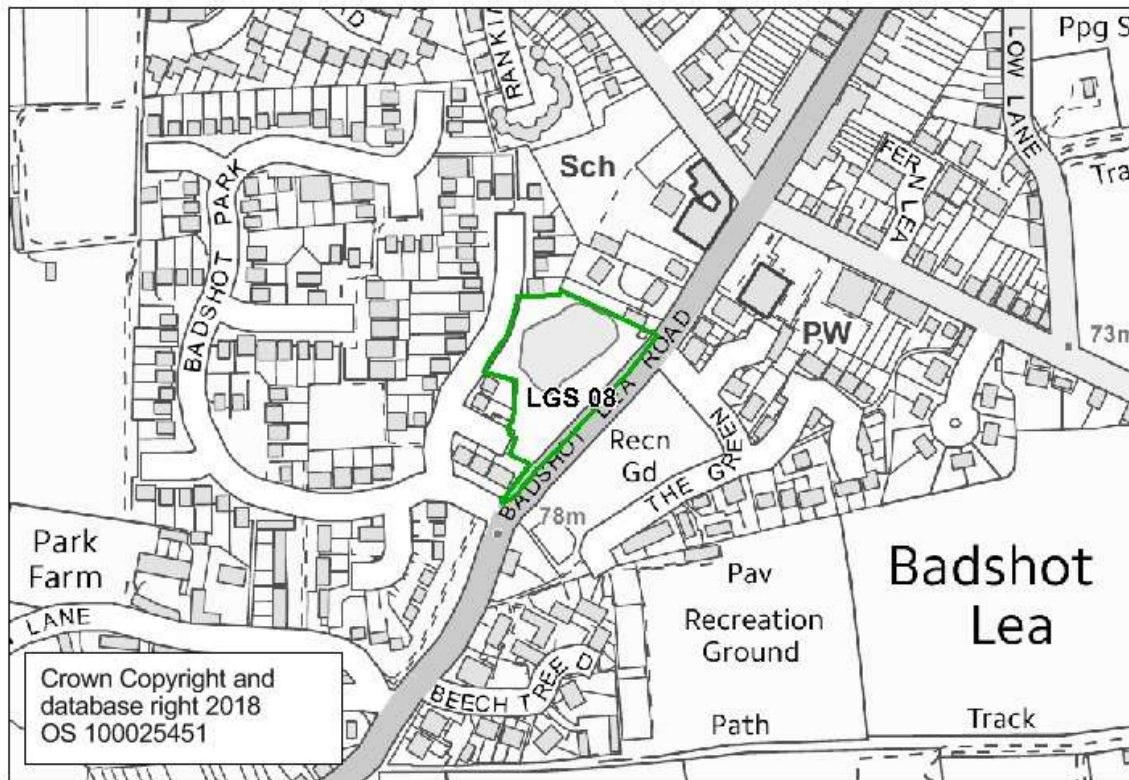 RANKI
LOW LANE
Ppg S
Sch
FERN LEA
Tra
BADSHOT PARK
PW
73m
LGS 08
BADSHOT LEA ROAD
Recn
Gd
THE GREEN
78m
Park
Farm
Pav
Badshot
Lea
LANE
Recreation
Ground
BEECH TREE D
Path
Track
Crown Copyright and
database right 2018
OS 100025451